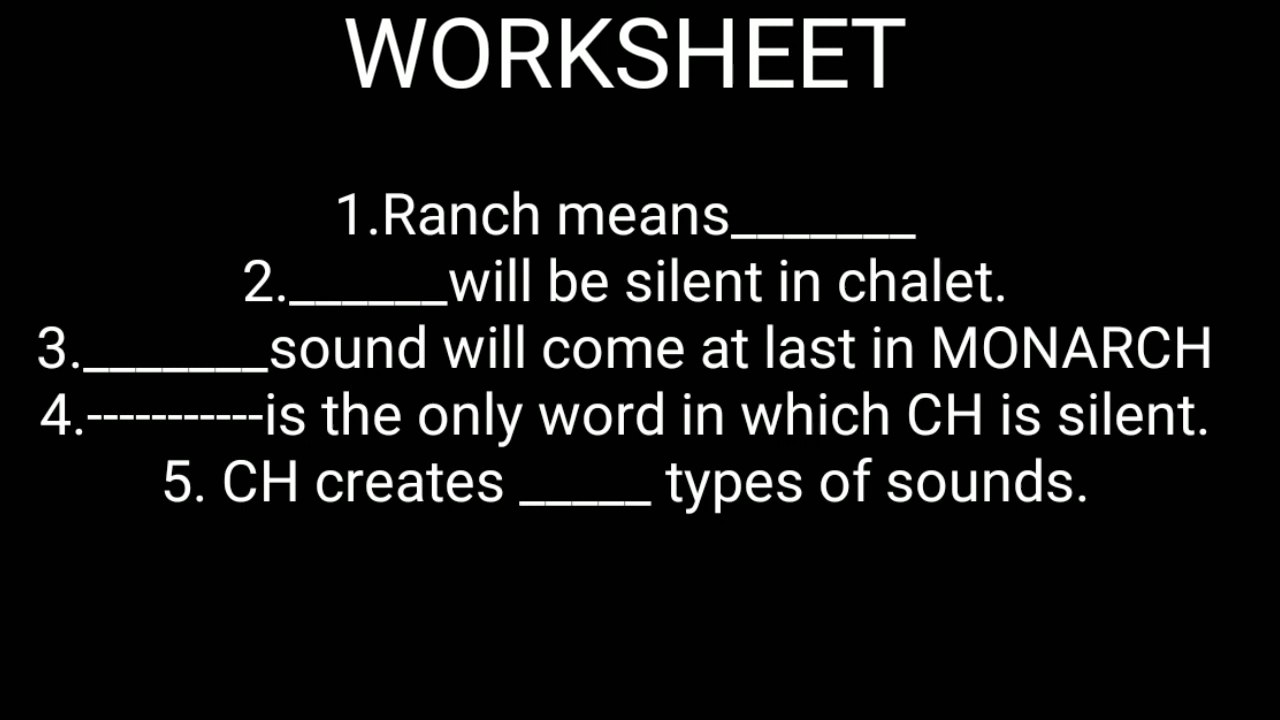 WORKSHEET
1.Ranch means_______
2.______will be silent in chalet.
3._______sound will come at last in MONARCH
4.-----------is the only word in which CH is silent.
5. CH creates _____ types of sounds.